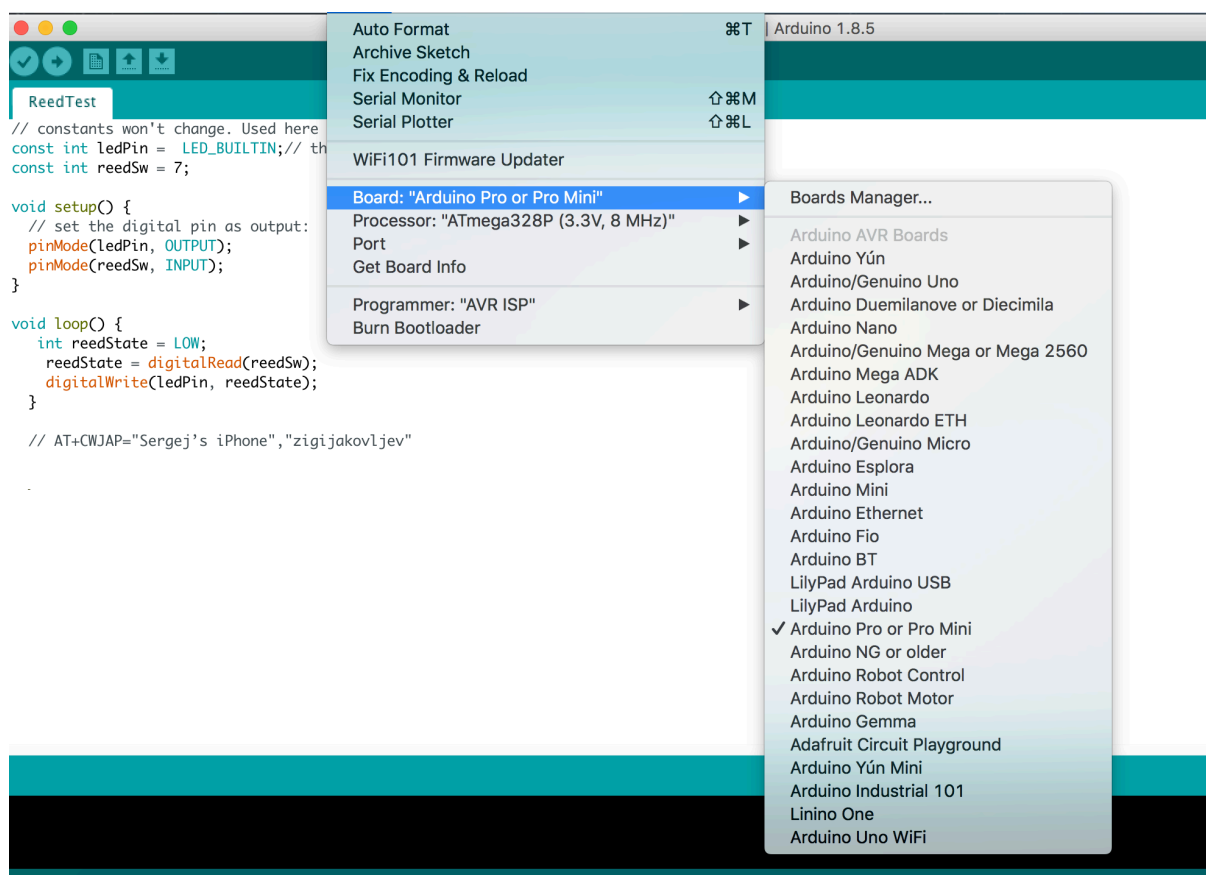 | Arduino 1.8.5
Auto Format ⌘T
Archive Sketch
Fix Encoding & Reload
Serial Monitor ⇧⌘M
Serial Plotter ⇧⌘L
WiFi101 Firmware Updater
Board: "Arduino Pro or Pro Mini"
Processor: "ATmega328P (3.3V, 8 MHz)"
Port
Get Board Info
Programmer: "AVR ISP"
Burn Bootloader
Boards Manager...
Arduino AVR Boards
Arduino Yún
Arduino/Genuino Uno
Arduino Duemilanove or Diecimila
Arduino Nano
Arduino/Genuino Mega or Mega 2560
Arduino Mega ADK
Arduino Leonardo
Arduino Leonardo ETH
Arduino/Genuino Micro
Arduino Esplora
Arduino Mini
Arduino Ethernet
Arduino Fio
Arduino BT
LilyPad Arduino USB
LilyPad Arduino
✓ Arduino Pro or Pro Mini
Arduino NG or older
Arduino Robot Control
Arduino Robot Motor
Arduino Gemma
Adafruit Circuit Playground
Arduino Yún Mini
Arduino Industrial 101
Linino One
Arduino Uno WiFi
ReedTest
// constants won't change. Used here
const int ledPin =  LED_BUILTIN;// th
const int reedSw = 7;
void setup() {
// set the digital pin as output:
pinMode(ledPin, OUTPUT);
pinMode(reedSw, INPUT);
}
void loop() {
int reedState = LOW;
reedState = digitalRead(reedSw);
digitalWrite(ledPin, reedState);
}
// AT+CWJAP="Sergej’s iPhone","zigijakovljev"